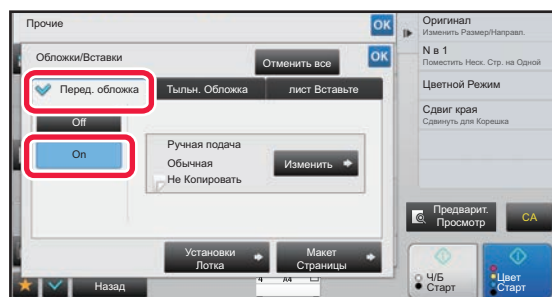 Прочие
OK
Обложки/Вставки
Отменить все
OK
Перед. обложка
Тыльн. Обложка
лист Вставьте
Off
On
Ручная подача
Обычная
Не Копировать
Изменить
Установки
Лотка
Макет
Страницы
Назад
4 A4
Оригинал
Изменить Размер/Направл.
N в 1
Поместить Неск. Стр. на Одной
Цветной Режим
Сдвиг края
Сдвинуть для Корешка
Предварит.
Просмотр
CA
Ч/Б
Старт
Цвет
Старт